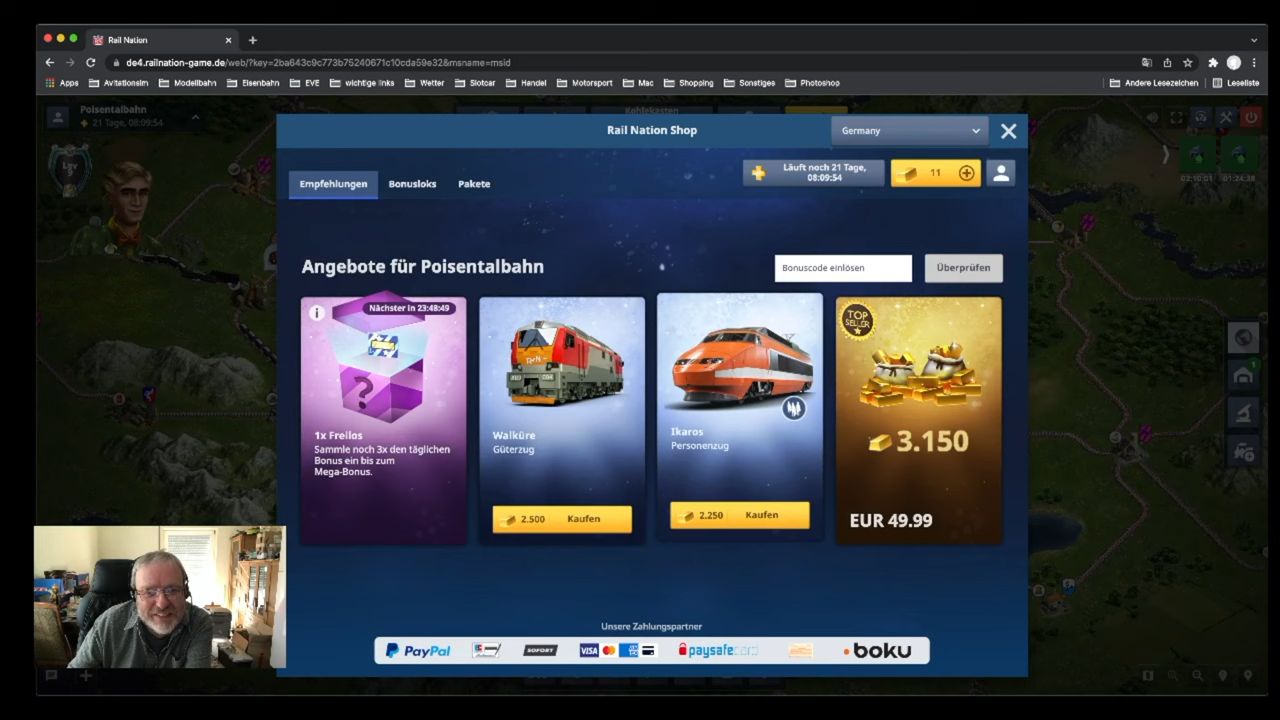 Rail Nation
de4.railnation-game.de/web/?key=2ba643c9c773b75240671c10cda59e32&msname=msid
Apps Avitationsim Modellbahn Eisenbahn EVE wichtige links Wetter Slotcar Handel Motorsport Mac Shopping Sonstiges Photoshop Andere Lesezeichen Leseliste
Poisentalbahn
21 Tage, 08:09:54
Kohlekasten
Rail Nation Shop
Germany
Empfehlungen
Bonusloks
Pakete
Läuft noch 21 Tage,
08:09:54
11
Angebote für Poisentalbahn
Bonuscode einlösen
Überprüfen
Nächster in 23:48:49
1x Freilos
Sammle noch 3x den täglichen
Bonus ein bis zum
Mega-Bonus.
Walküre
Güterzug
2.500 Kaufen
Ikaros
Personenzug
2.250 Kaufen
TOP
SELLER
3.150
EUR 49.99
Unsere Zahlungspartner
PayPal
SOFORT
VISA
paysafecard
boku